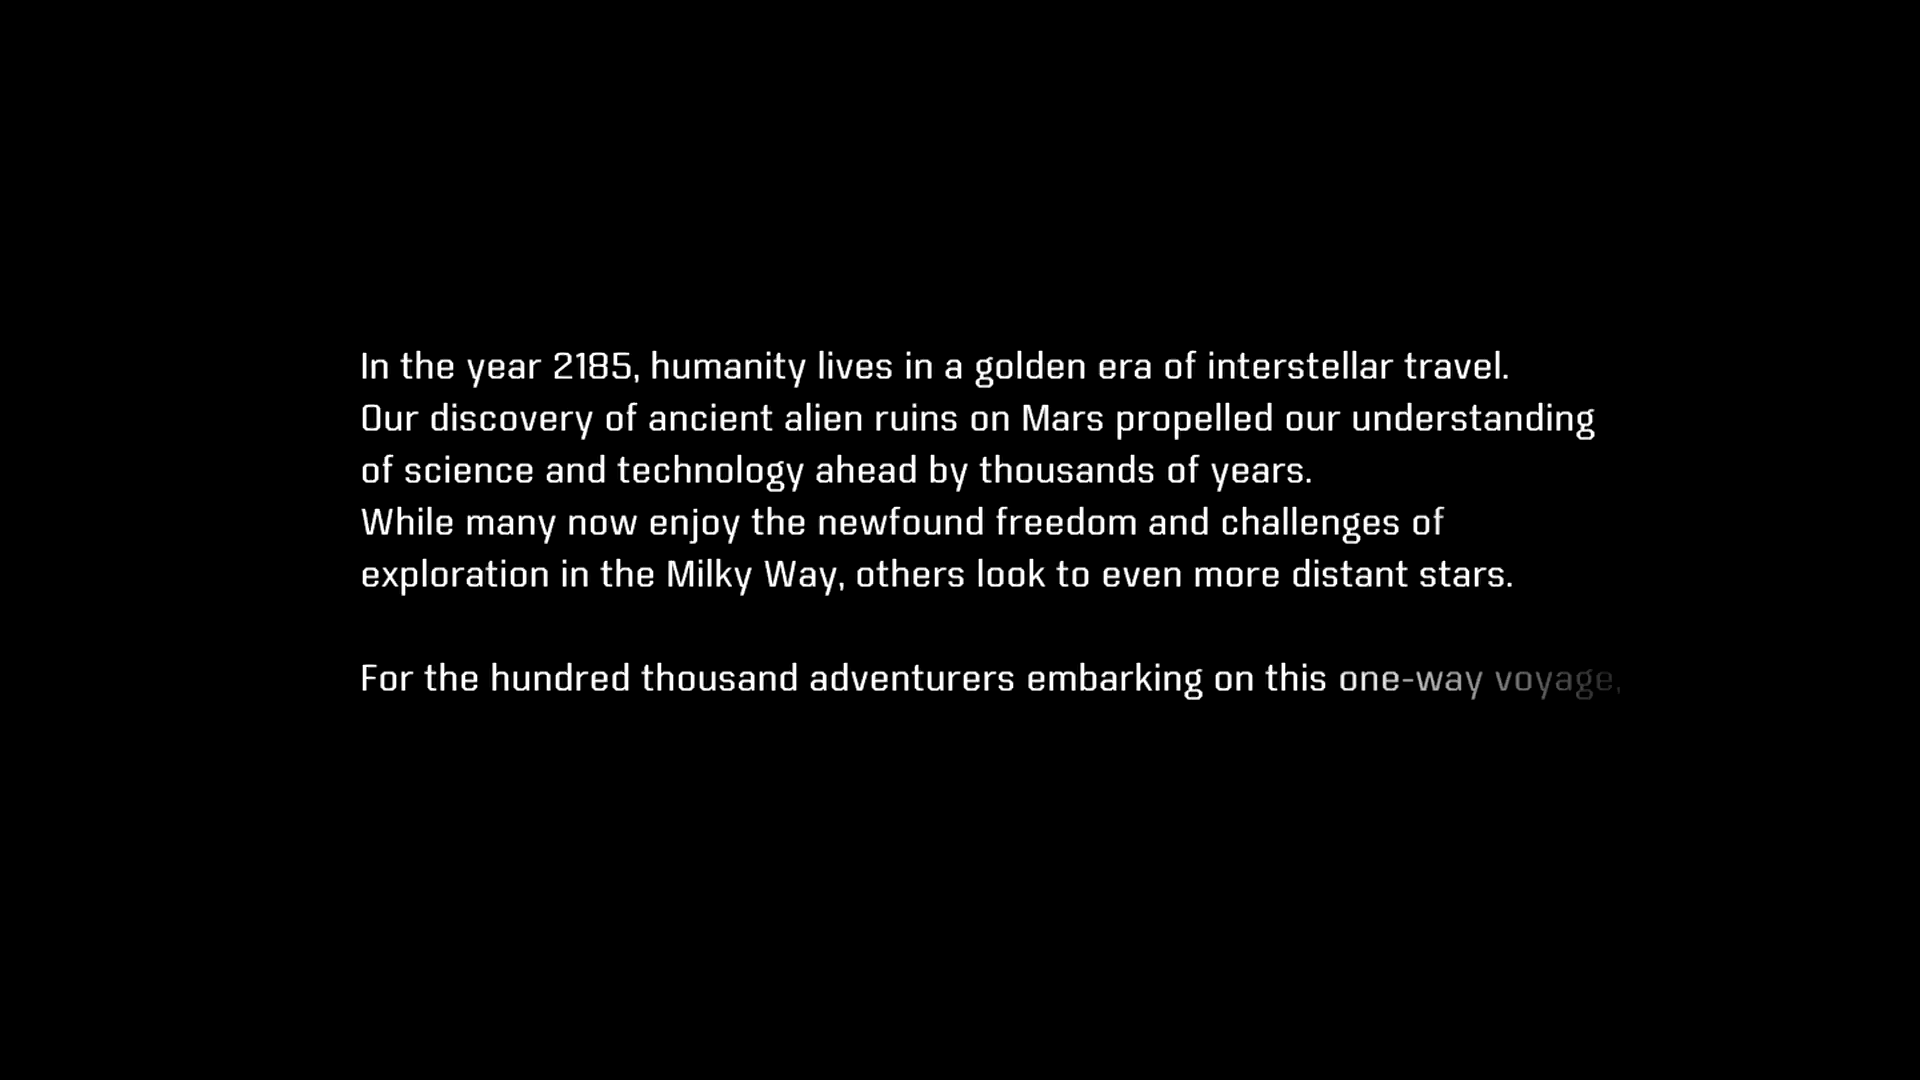 In the year 2185, humanity lives in a golden era of interstellar travel.
Our discovery of ancient alien ruins on Mars propelled our understanding
of science and technology ahead by thousands of years.
While many now enjoy the newfound freedom and challenges of
exploration in the Milky Way, others look to even more distant stars.
For the hundred thousand adventurers embarking on this one-way voyage,